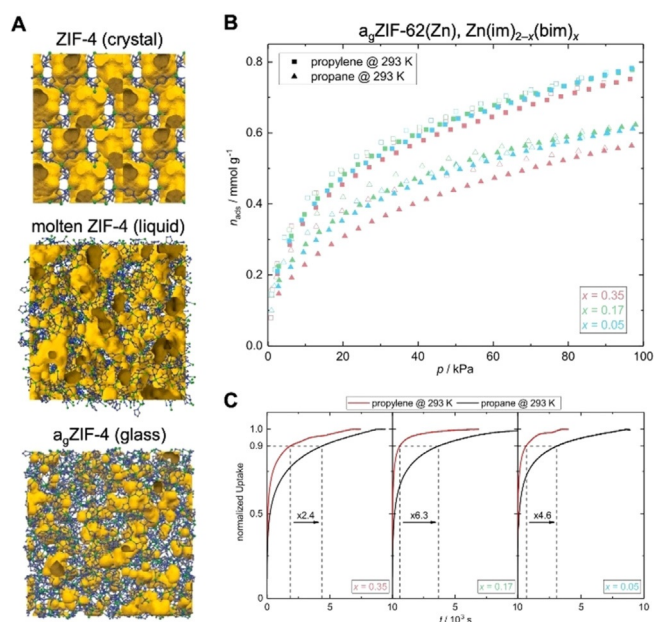 A
ZIF-4 (crystal)
molten ZIF-4 (liquid)
agZIF-4 (glass)
B
agZIF-62(Zn), Zn(im)2–x(bim)x
propylene @ 293 K
propane @ 293 K
nads / mmol g-1
0.8
0.6
0.4
0.2
0.0
x = 0.35
x = 0.17
x = 0.05
0 20 40 60 80 100
p / kPa
C
propylene @ 293 K propane @ 293 K
normalized Uptake
1.0
0.9
0.5
x2.4 x6.3 x4.6
x = 0.35 x = 0.17 x = 0.05
0 5 10 0 5 10 0 5 10
t / 10^3 s